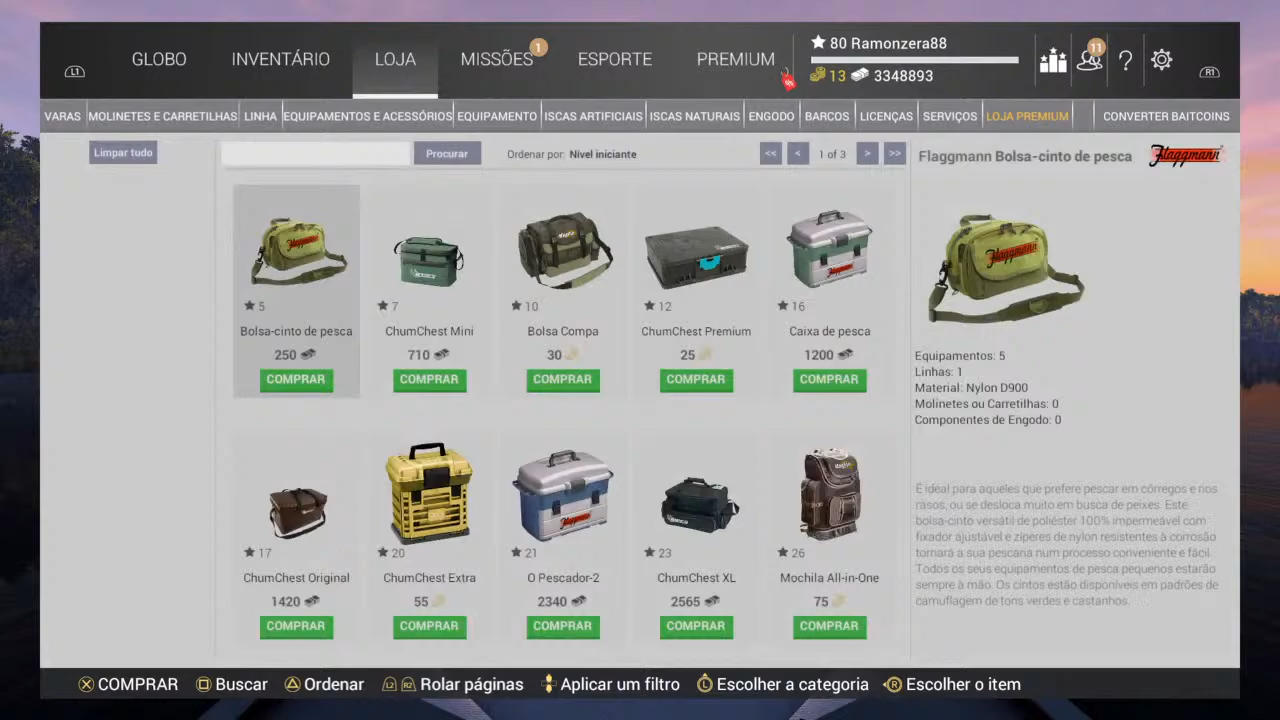 GLOBO INVENTÁRIO LOJA MISSÕES 1 ESPORTE PREMIUM
80 Ramonzera88
13 3348893
11
?
L1
R1
VARAS MOLINETES E CARRETILHAS LINHA EQUIPAMENTOS E ACESSÓRIOS EQUIPAMENTO ISCAS ARTIFICIAIS ISCAS NATURAIS ENGODO BARCOS LICENÇAS SERVIÇOS LOJA PREMIUM CONVERTER BAITCOINS
Limpar tudo
Procurar
Ordenar por: Nível iniciante
<< < 1 of 3 > >>
Flaggmann Bolsa-cinto de pesca
Flaggmann
5 7 10 12 16
Bolsa-cinto de pesca ChumChest Mini Bolsa Compa ChumChest Premium Caixa de pesca
250 710 30 25 1200
COMPRAR COMPRAR COMPRAR COMPRAR COMPRAR
17 20 21 23 26
ChumChest Original ChumChest Extra O Pescador-2 ChumChest XL Mochila All-in-One
1420 55 2340 2565 75
COMPRAR COMPRAR COMPRAR COMPRAR COMPRAR
Equipamentos: 5
Linhas: 1
Material: Nylon D900
Molinetes ou Carretilhas: 0
Componentes de Engodo: 0
É ideal para aqueles que prefere pescar em córregos e rios
rasos, ou se desloca muito em busca de peixes. Este
bolsa-cinto versátil de poliéster 100% impermeável com
fixador ajustável e zíperes de nylon resistentes à corrosão
tornará a sua pescaria num processo conveniente e fácil.
Todos os seus equipamentos de pesca pequenos estarão
sempre à mão. Os cintos estão disponíveis em padrões de
camuflagem de tons verdes e castanhos.
COMPRAR Buscar Ordenar L2 R2 Rolar páginas Aplicar um filtro L Escolher a categoria R Escolher o item